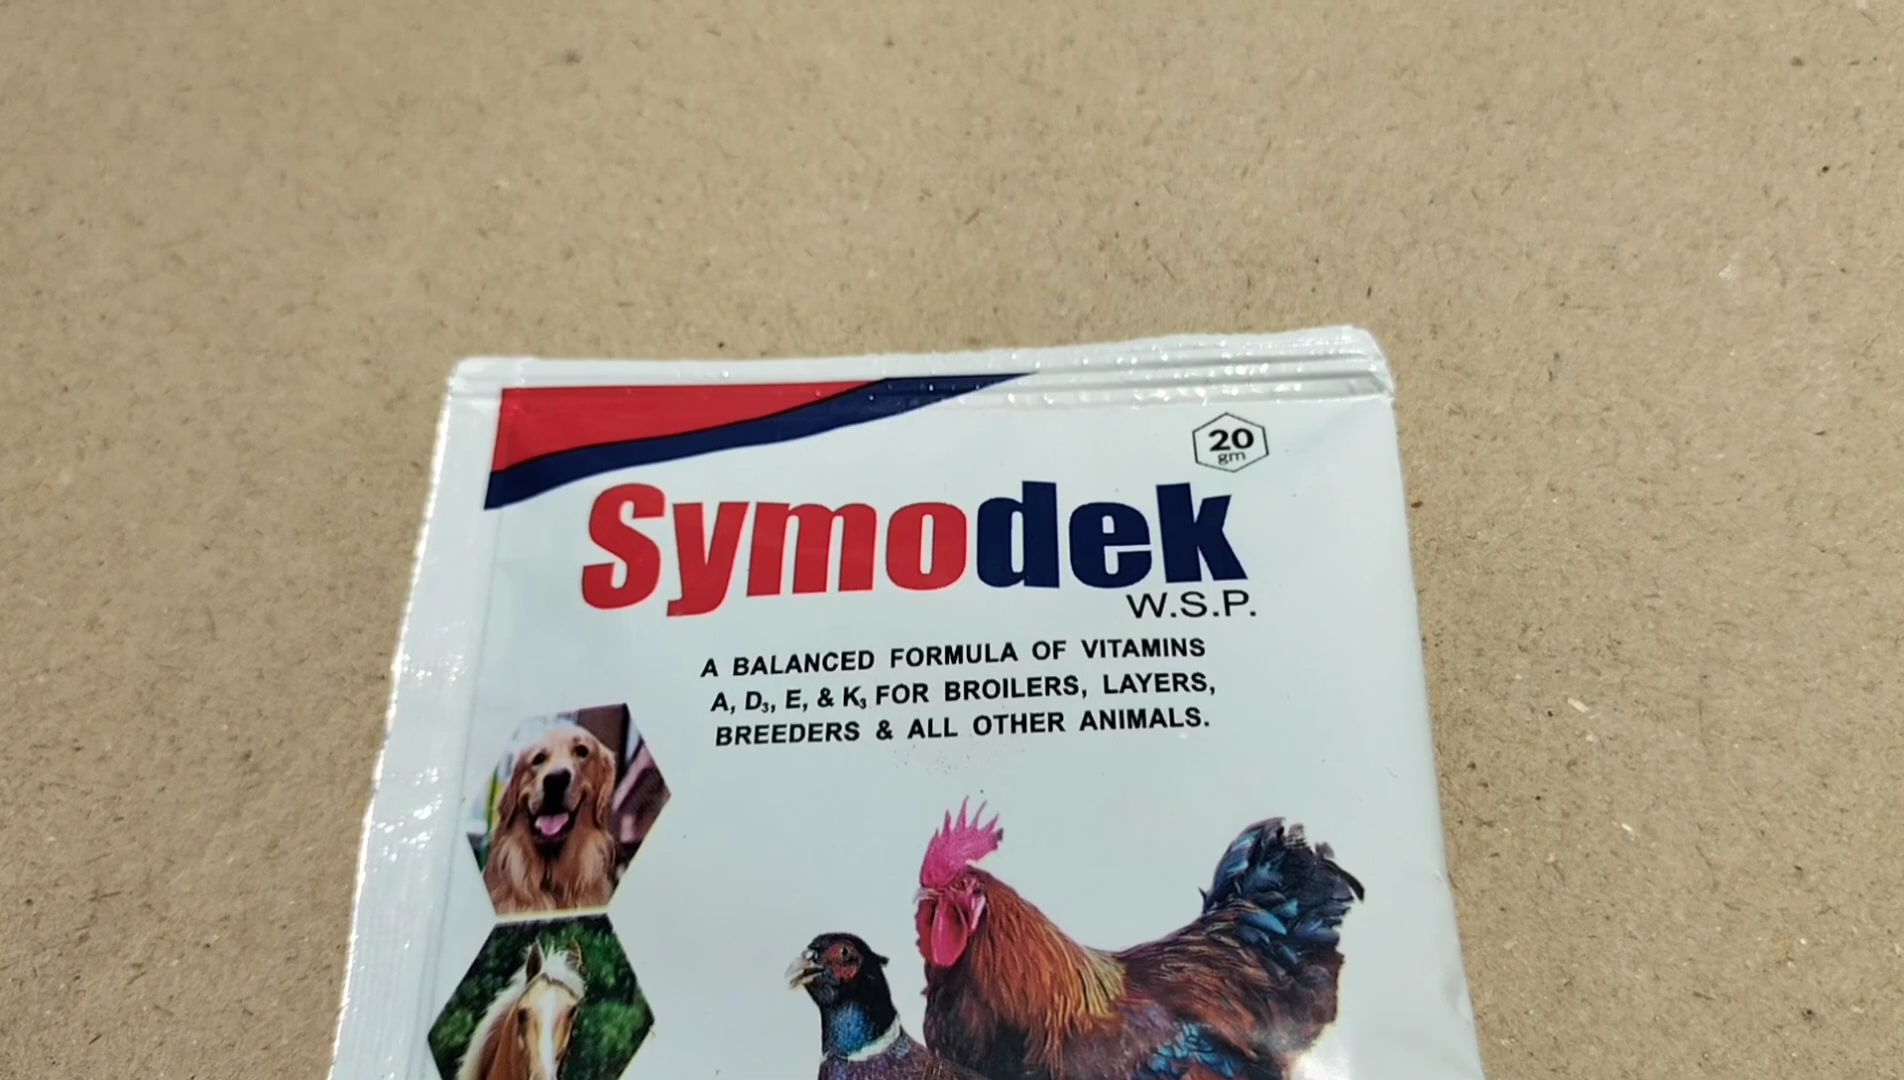 20
gm
Symodek
W.S.P.
A BALANCED FORMULA OF VITAMINS
A, D₃, E, & K₃ FOR BROILERS, LAYERS,
BREEDERS & ALL OTHER ANIMALS.